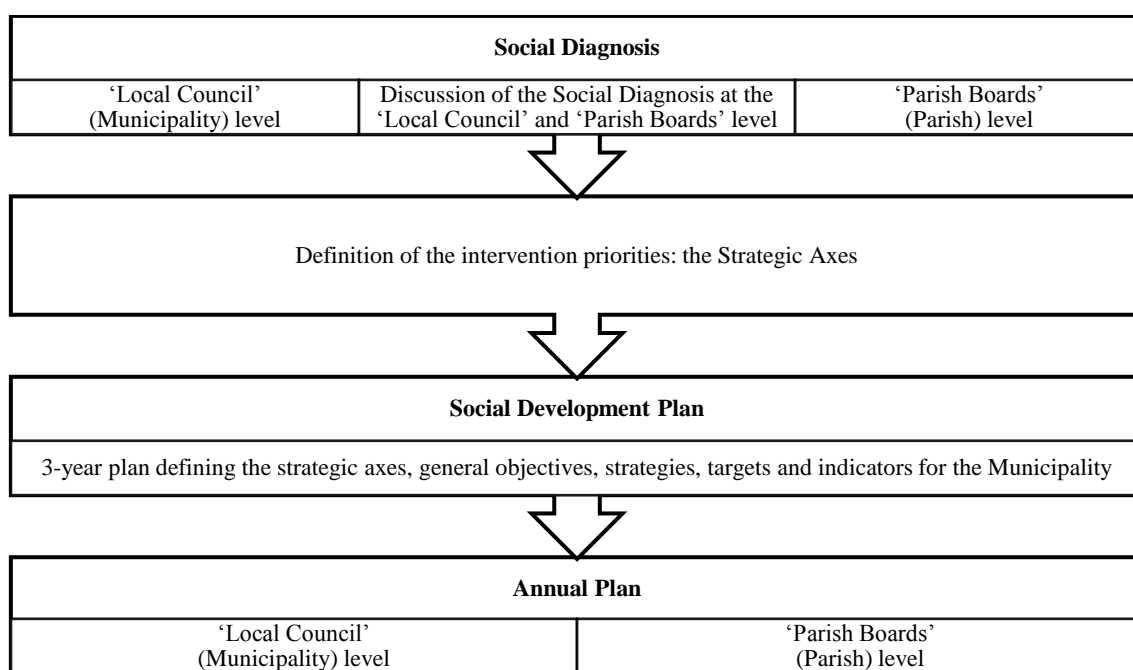 Social Diagnosis
‘Local Council’
(Municipality) level
Discussion of the Social Diagnosis at the
‘Local Council’ and ‘Parish Boards’ level
‘Parish Boards’
(Parish) level
Definition of the intervention priorities: the Strategic Axes
Social Development Plan
3-year plan defining the strategic axes, general objectives, strategies, targets and indicators for the Municipality
Annual Plan
‘Local Council’
(Municipality) level
‘Parish Boards’
(Parish) level